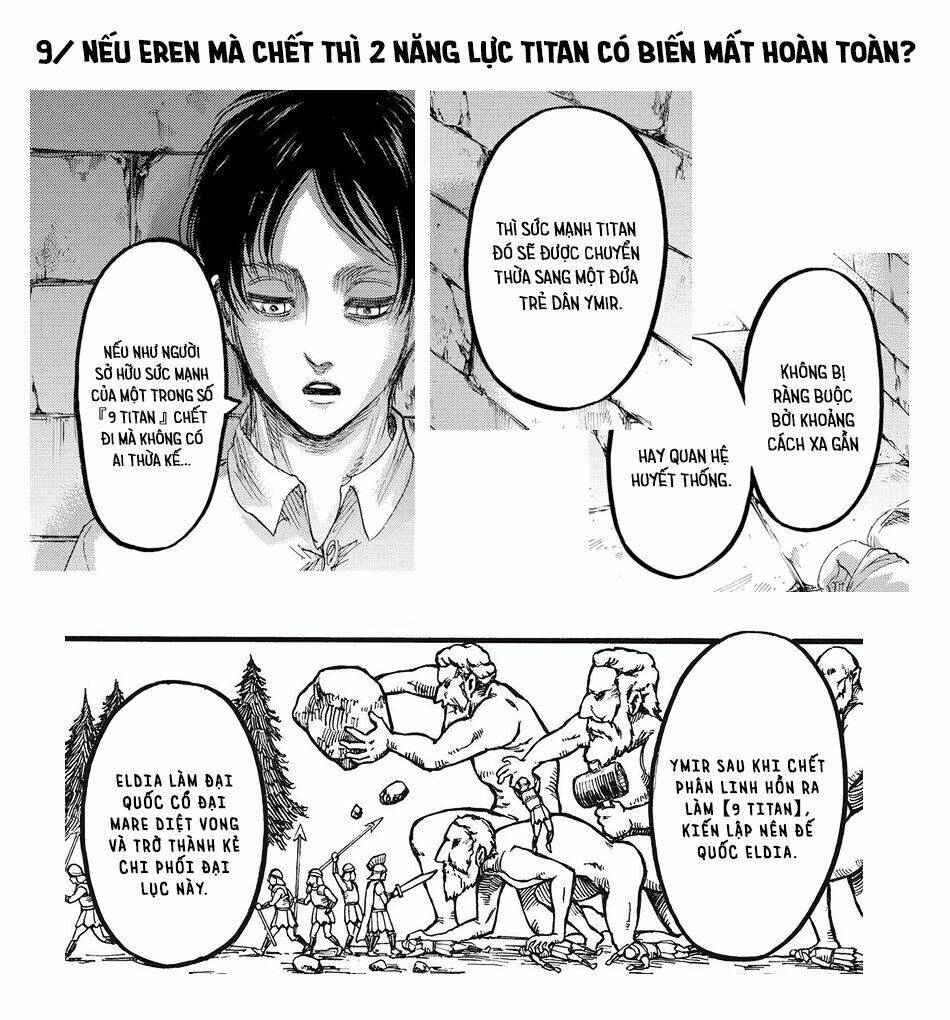 9/ NẾU EREN MÀ CHẾT THÌ 2 NĂNG LỰC TITAN CÓ BIẾN MẤT HOÀN TOÀN?
NẾU NHƯ NGƯỜI
SỞ HỮU SỨC MẠNH
CỦA MỘT TRONG SỐ
『9 TITAN』CHẾT
ĐI MÀ KHÔNG CÓ
AI THỪA KẾ...
THÌ SỨC MẠNH TITAN
ĐÓ SẼ ĐƯỢC CHUYỂN
THỪA SANG MỘT ĐỨA
TRẺ DÂN YMIR.
KHÔNG BỊ
RÀNG BUỘC
BỞI KHOẢNG
CÁCH XA GẦN
HAY QUAN HỆ
HUYẾT THỐNG.
YMIR SAU KHI CHẾT
PHÂN LINH HỒN RA
LÀM【9 TITAN】,
KIẾN LẬP NÊN ĐẾ
QUỐC ELDIA.
ELDIA LÀM ĐẠI
QUỐC CỔ ĐẠI
MARE DIỆT VONG
VÀ TRỞ THÀNH KẺ
CHI PHỐI ĐẠI
LỤC NÀY.